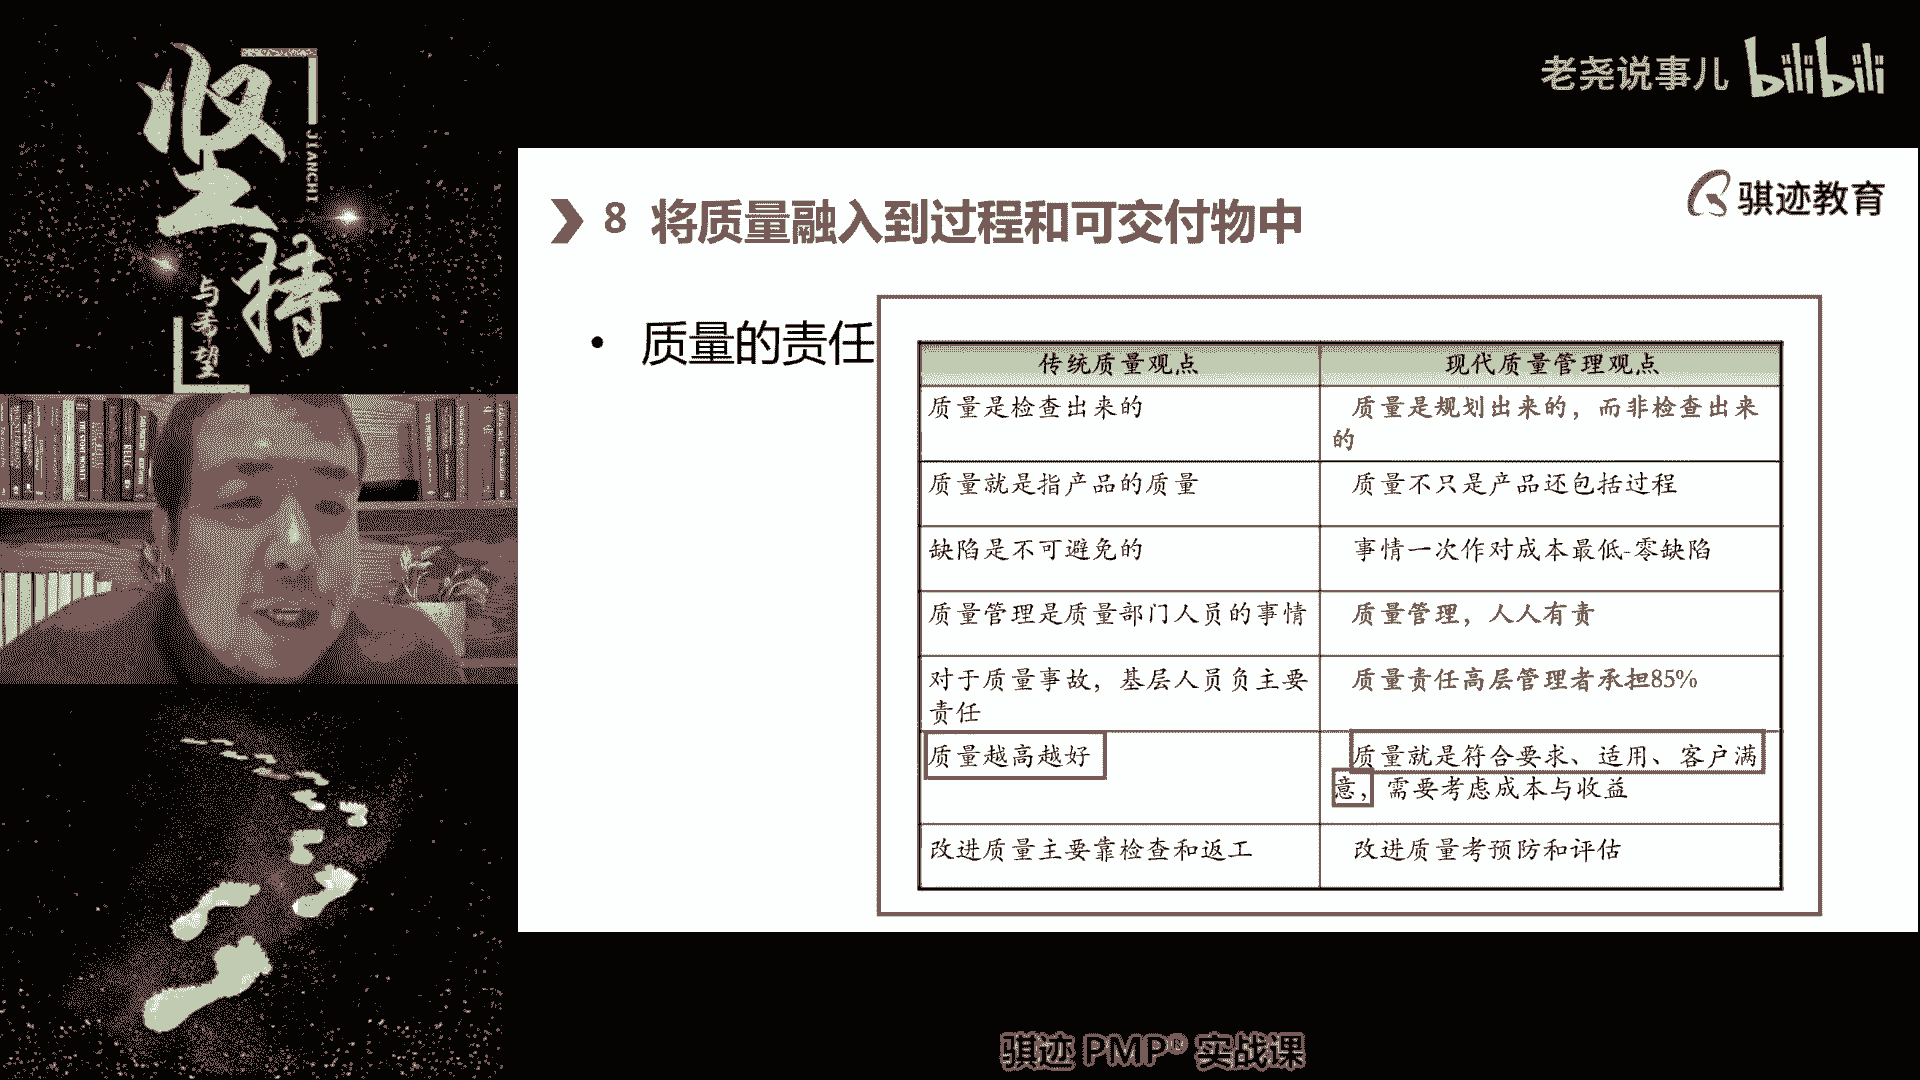 坚持
JIANCHI
与希望
老尧说事儿 bilibili
骐迹教育
8 将质量融入到过程和可交付物中
• 质量的责任
传统质量观点
现代质量管理观点
质量是检查出来的
质量是规划出来的，而非检查出来
的
质量就是指产品的质量
质量不只是产品还包括过程
缺陷是不可避免的
事情一次作对成本最低-零缺陷
质量管理是质量部门人员的事情
质量管理，人人有责
对于质量事故，基层人员负主要
责任
质量责任高层管理者承担85%
质量越高越好
质量就是符合要求、适用、客户满
意，需要考虑成本与收益
改进质量主要靠检查和返工
改进质量考预防和评估
骐迹 PMP® 实战课